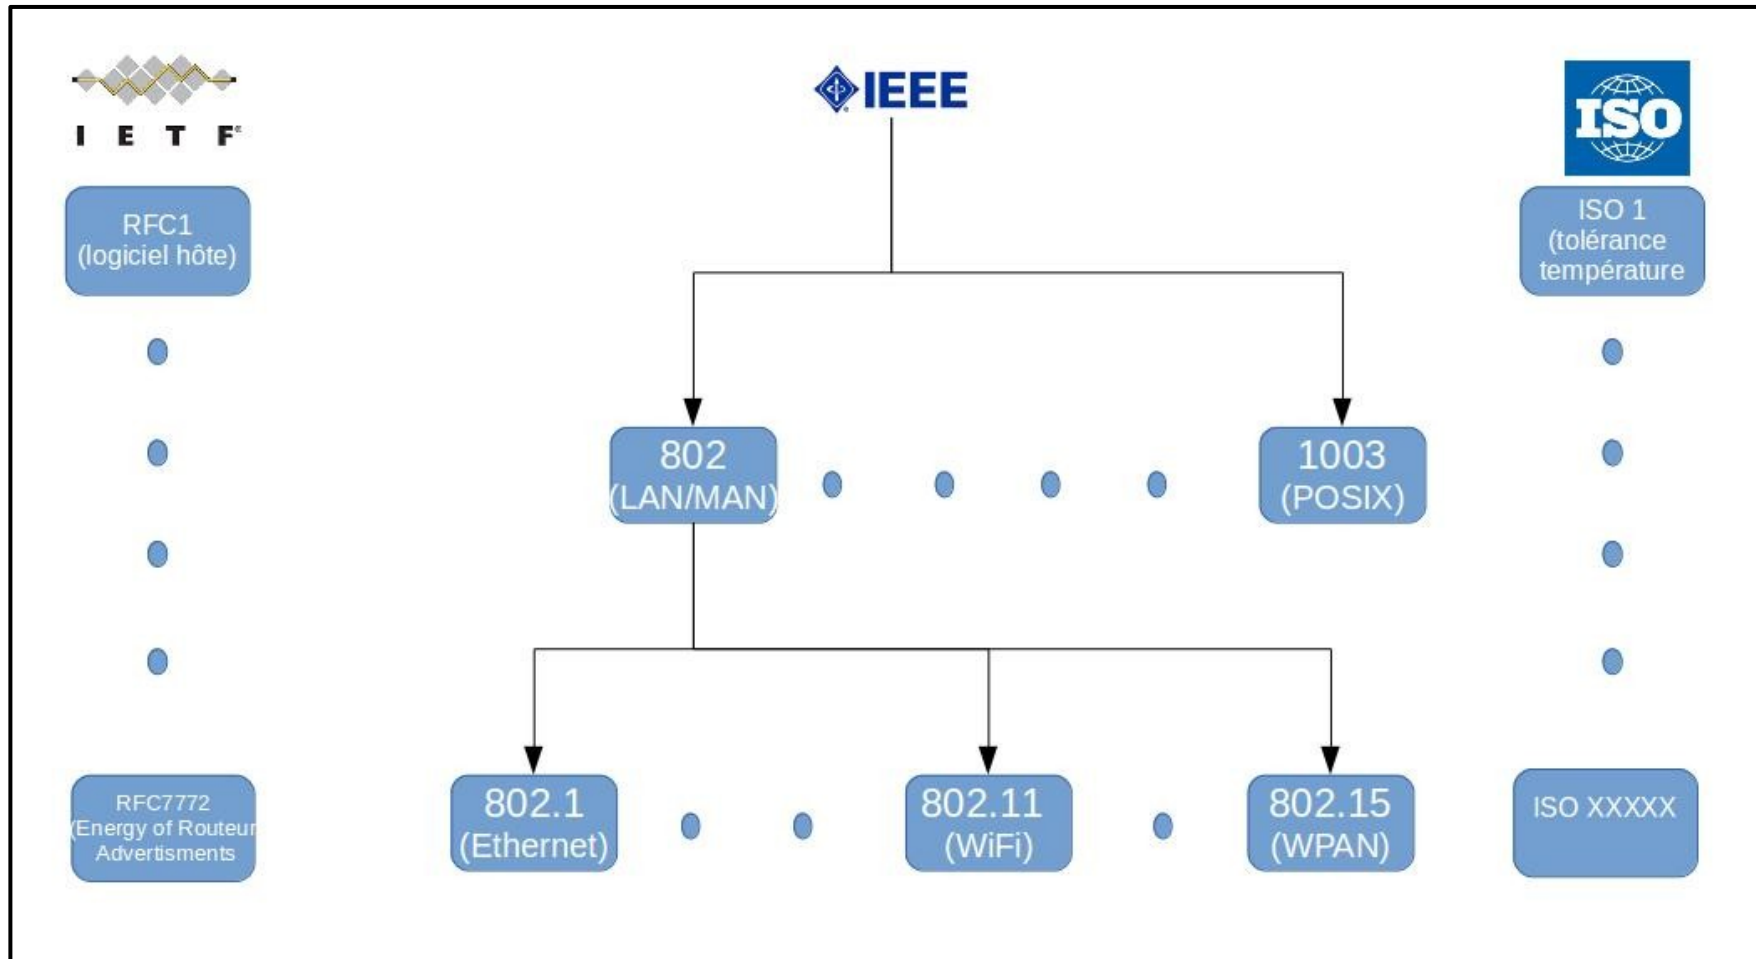 I E T F
IEEE
ISO
RFC1
(logiciel hôte)
ISO 1
(tolérance
température
802
(LAN/MAN)
1003
(POSIX)
RFC7772
(Energy of Routeur
Advertisments
802.1
(Ethernet)
802.11
(WiFi)
802.15
(WPAN)
ISO XXXXX